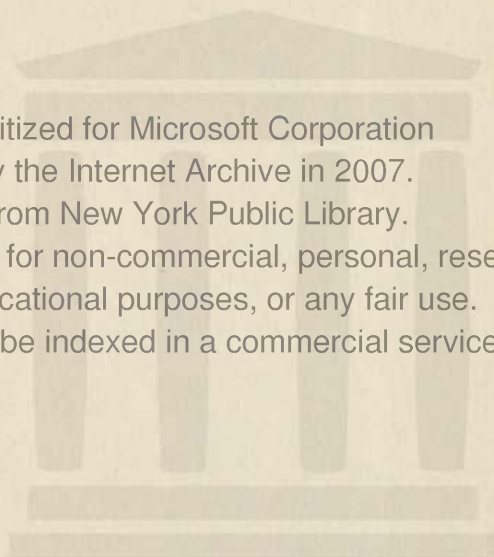 itized for Microsoft Corporation
the Internet Archive in 2007.
rom New York Public Library.
for non-commercial, personal, rese
cational purposes, or any fair use.
be indexed in a commercial service